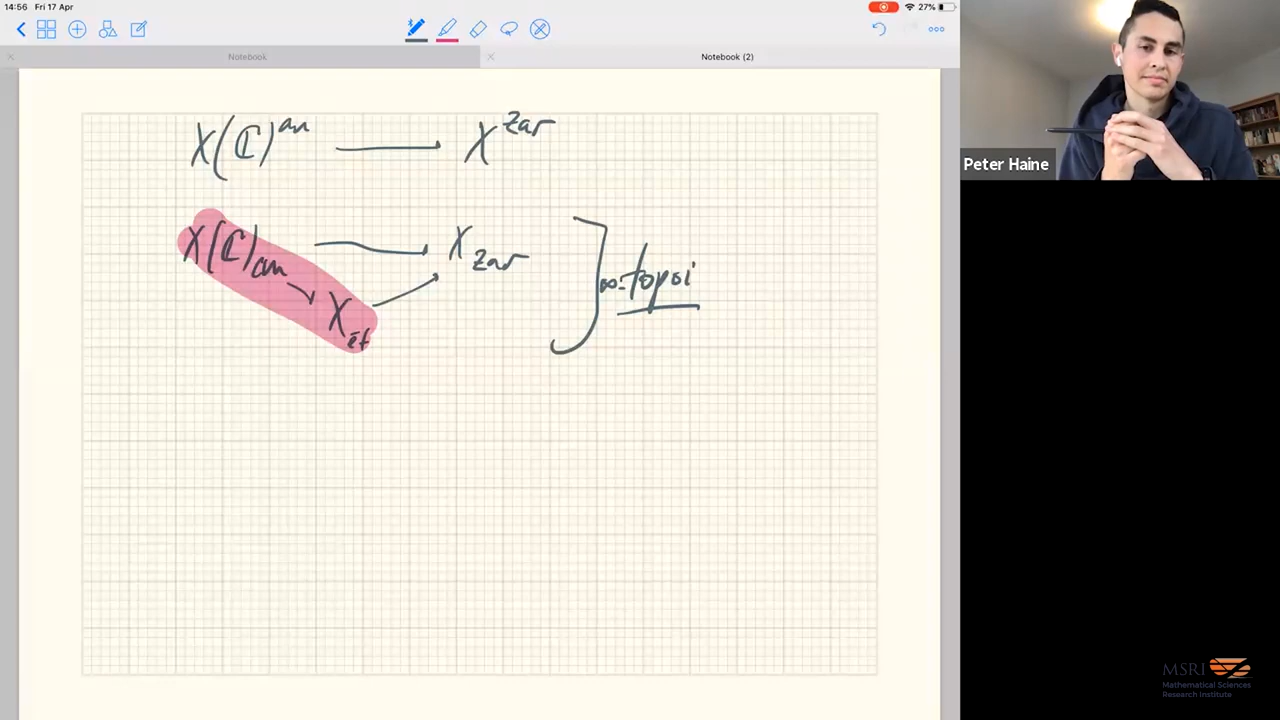 14:56 Fri 17 Apr
27%
Notebook
Notebook (2)
X(ℂ)^an → X^Zar
X(ℂ)_an → X_Zar
→ X_ét →
∞-topoi
Peter Haine
MSRI
Mathematical Sciences
Research Institute